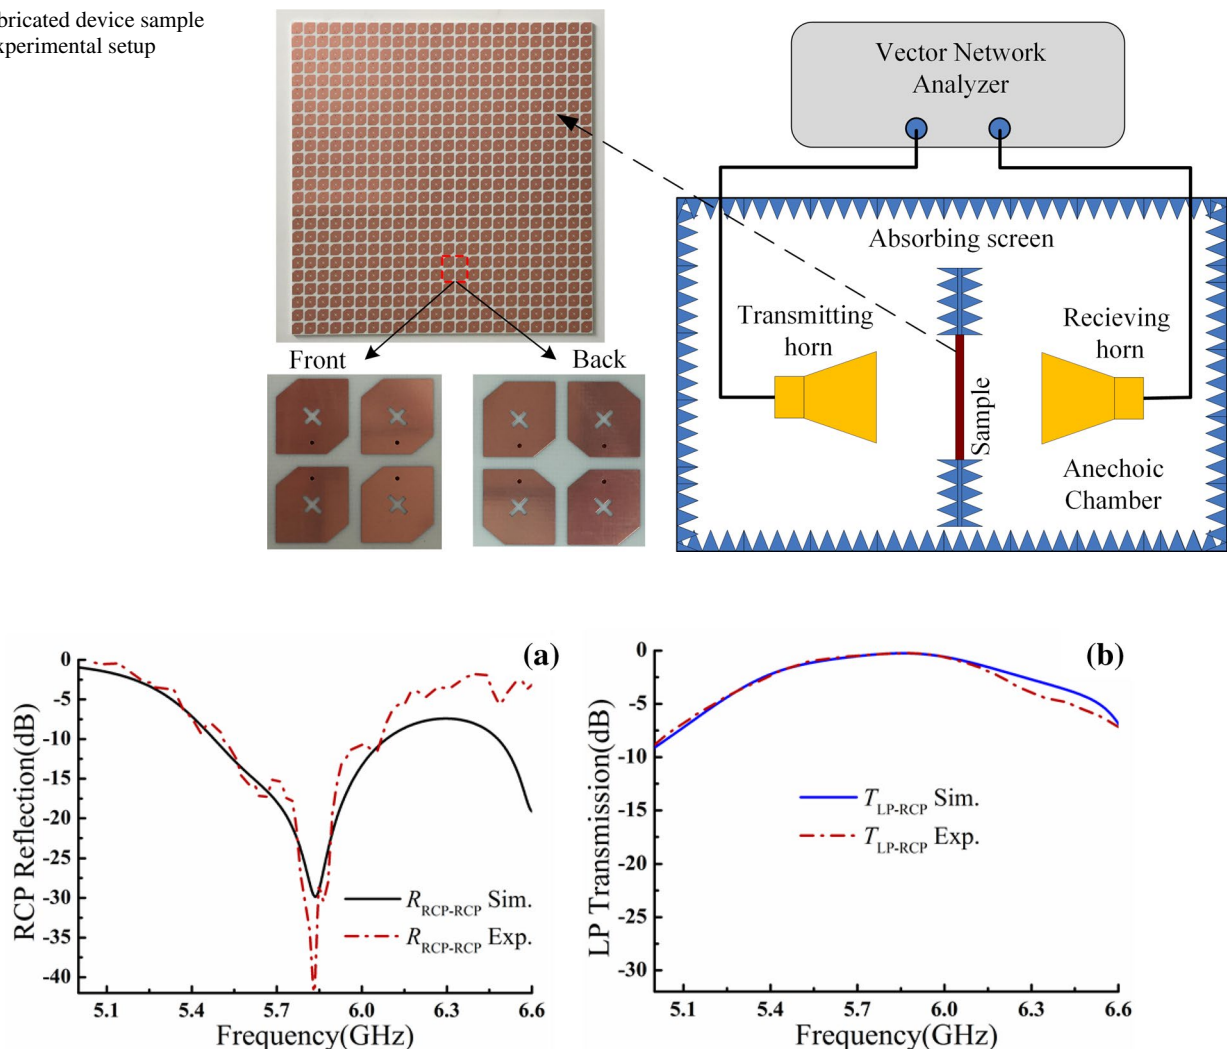 bricated device sample
xperimental setup
Vector Network
Analyzer
Absorbing screen
Transmitting
horn
Recieving
horn
Sample
Anechoic
Chamber
Front
Back
(a)
RCP Reflection(dB)
0
-5
-10
-15
-20
-25
-30
-35
-40
R RCP-RCP Sim.
R RCP-RCP Exp.
5.1 5.4 5.7 6.0 6.3 6.6
Frequency(GHz)
(b)
LP Transmission(dB)
0
-5
-10
-15
-20
-25
-30
T LP-RCP Sim.
T LP-RCP Exp.
5.1 5.4 5.7 6.0 6.3 6.6
Frequency(GHz)